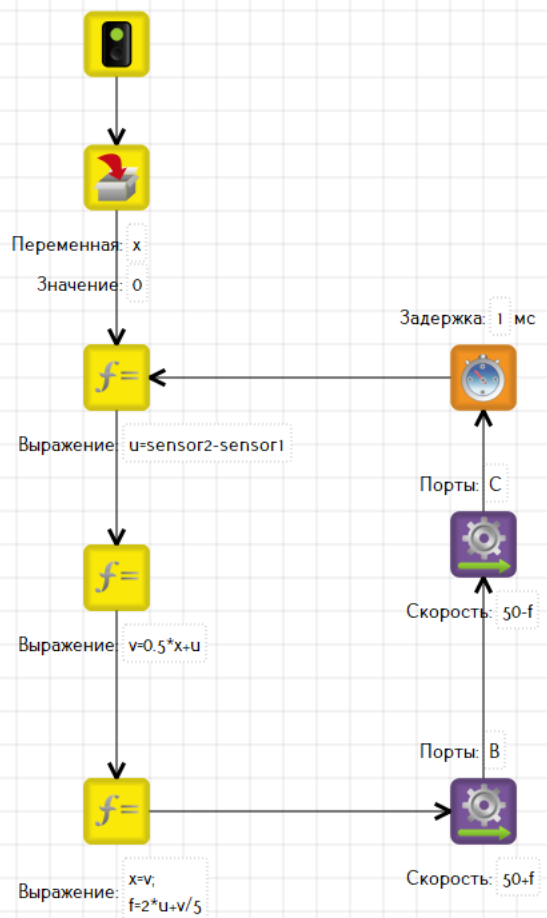 Переменная: x
Значение: 0
Задержка: 1 мс
Выражение: u=sensor2-sensor1
Порты: C
Скорость: 50-f
Выражение: v=0.5*x+u
Порты: B
Скорость: 50+f
Выражение: x=v;
f=2*u+v/5